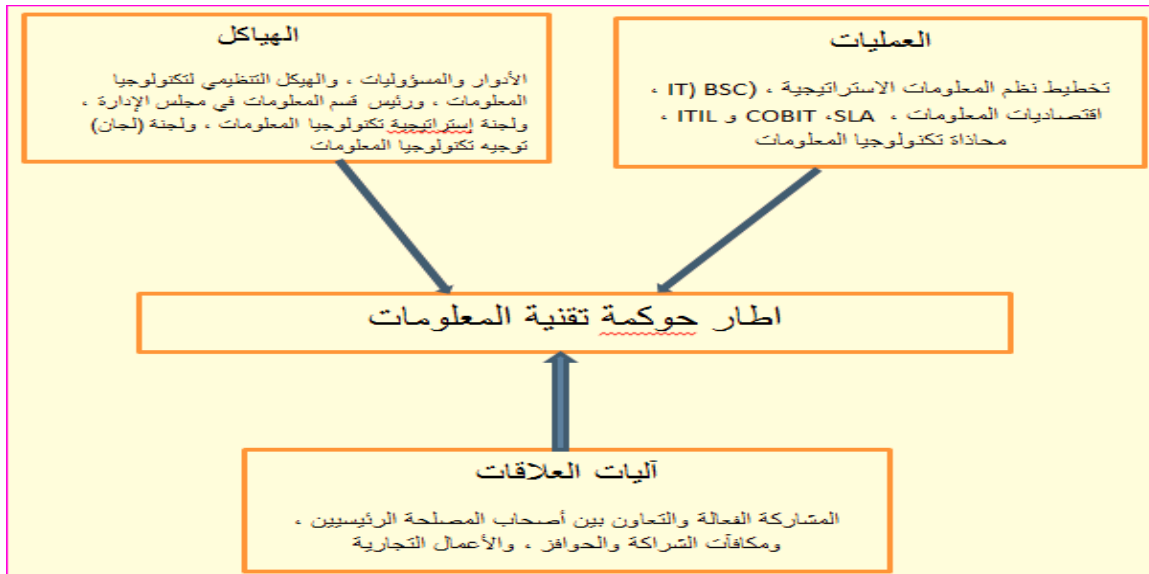 الهياكل
الأدوار والمسؤوليات ، والهيكل التنظيمي لتكنولوجيا
المعلومات ، ورئيس قسم المعلومات في مجلس الإدارة ،
ولجنة إستراتيجية تكنولوجيا المعلومات ، ولجنة (لجان)
توجيه تكنولوجيا المعلومات
العمليات
تخطيط نظم المعلومات الاستراتيجية ، (IT) BSC ،
اقتصاديات المعلومات ، COBIT ،SLA و ITIL ،
محاذاة تكنولوجيا المعلومات
اطار حوكمة تقنية المعلومات
آليات العلاقات
المشاركة الفعالة والتعاون بين أصحاب المصلحة الرئيسيين ،
ومكافآت الشراكة والحوافز ، والأعمال التجارية